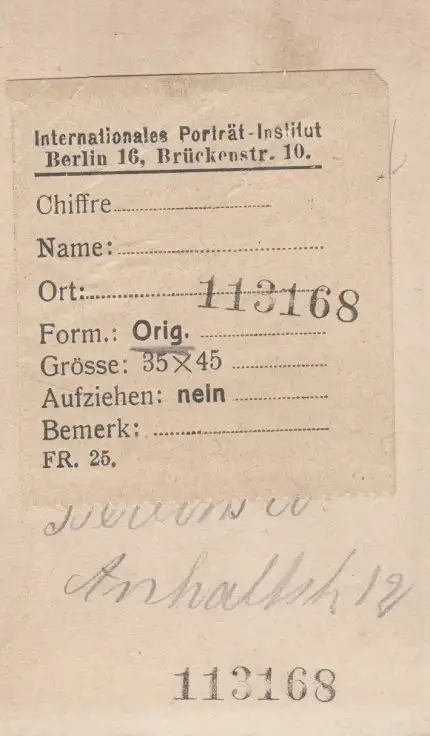 Internationales Porträt-Institut
Berlin 16, Brückenstr. 10.
Chiffre
Name:
Ort: 113168
Form.: Orig.
Grösse: 35×45
Aufziehen: nein
Bemerk:
FR. 25.
Anhaltstr. 12
113168